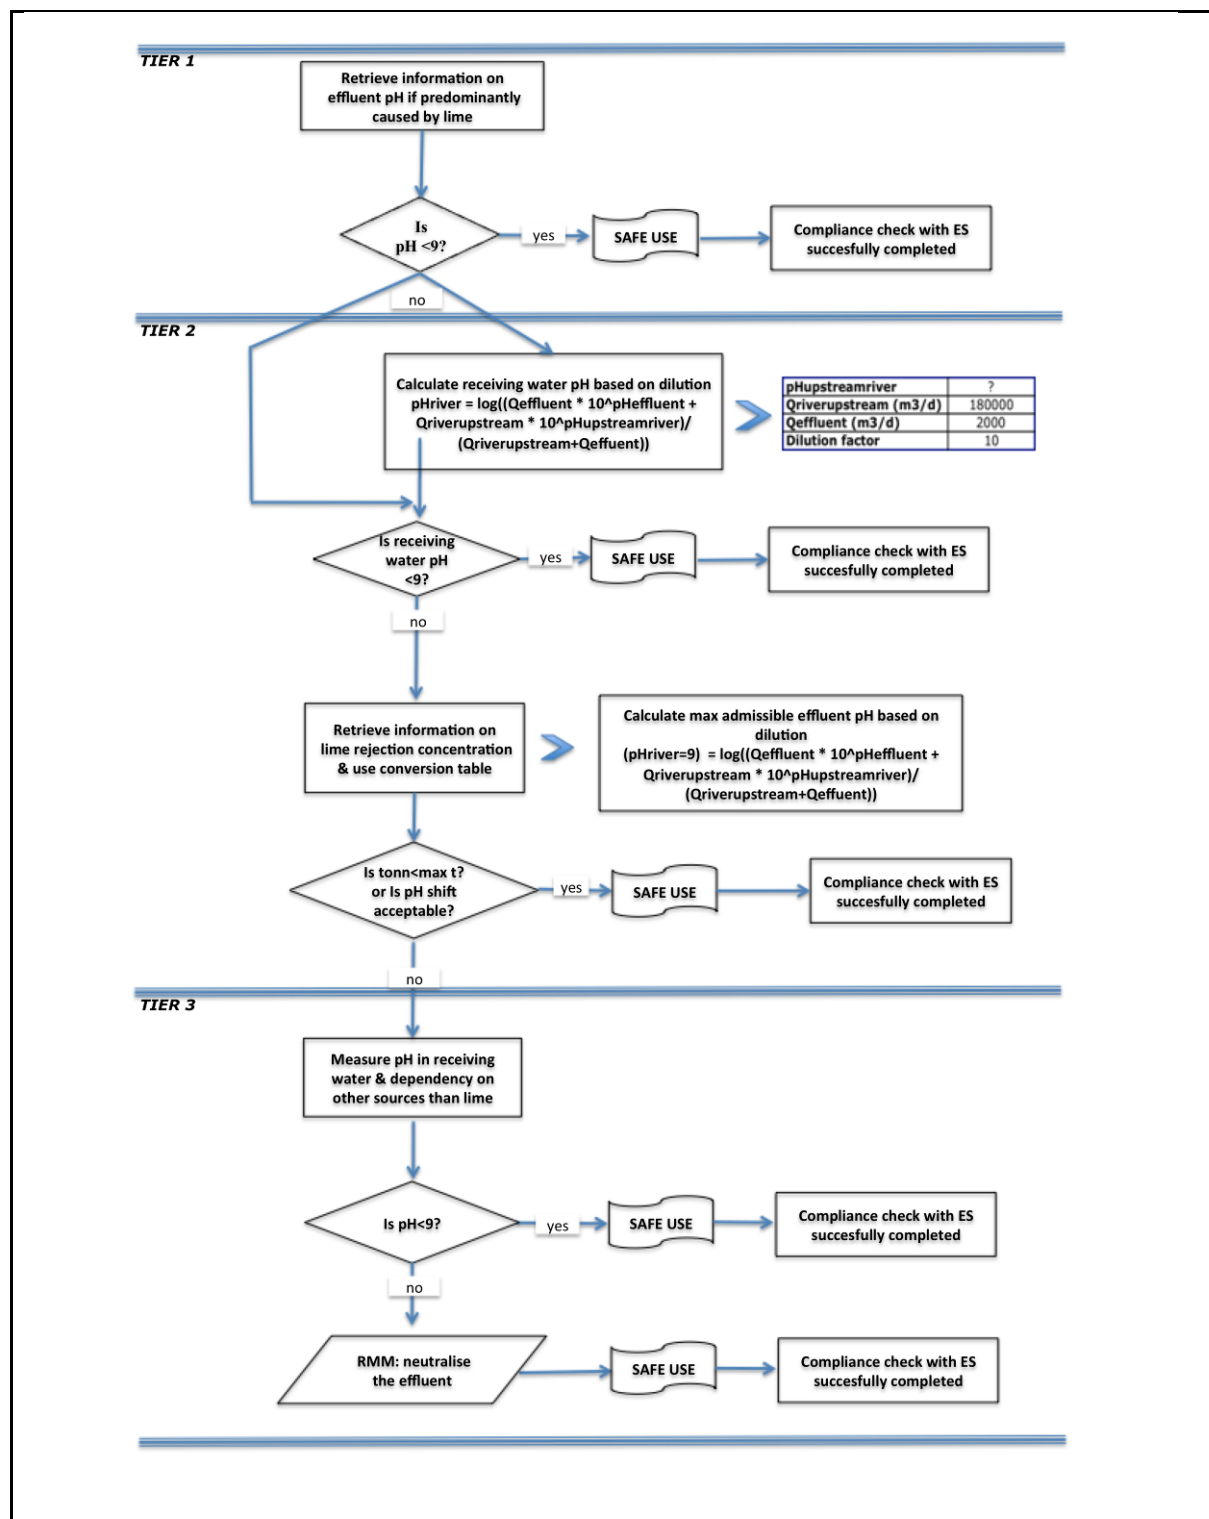 TIER 1
Retrieve information on
effluent pH if predominantly
caused by lime
Is
pH <9?
yes
SAFE USE
Compliance check with ES
succesfully completed
no
TIER 2
Calculate receiving water pH based on dilution
pHriver = log((Qeffluent * 10^pHeffluent +
Qriverupstream * 10^pHupstreamriver)/
(Qriverupstream+Qeffuent))
pHupstreamriver ?
Qriverupstream (m3/d) 180000
Qeffluent (m3/d) 2000
Dilution factor 10
Is receiving
water pH
<9?
yes
SAFE USE
Compliance check with ES
succesfully completed
no
Retrieve information on
lime rejection concentration
& use conversion table
Calculate max admissible effluent pH based on
dilution
(pHriver=9) = log((Qeffluent * 10^pHeffluent +
Qriverupstream * 10^pHupstreamriver)/
(Qriverupstream+Qeffuent))
Is tonn<max t?
or Is pH shift
acceptable?
yes
SAFE USE
Compliance check with ES
succesfully completed
no
TIER 3
Measure pH in receiving
water & dependency on
other sources than lime
Is pH<9?
yes
SAFE USE
Compliance check with ES
succesfully completed
no
RMM: neutralise
the effluent
SAFE USE
Compliance check with ES
succesfully completed